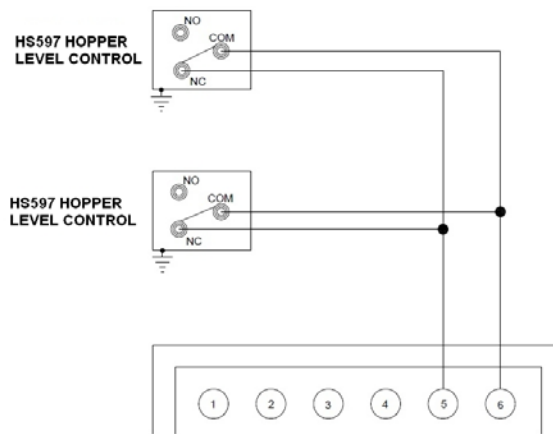 HS597 HOPPER
LEVEL CONTROL
NO
COM
NC
HS597 HOPPER
LEVEL CONTROL
NO
COM
NC
1 2 3 4 5 6